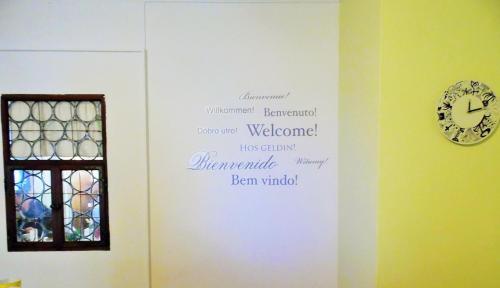 Bienvenue!
Willkommen! Benvenuto!
Dobro utro! Welcome!
HOS GELDIN!
Bienvenido Witamy!
Bem vindo!